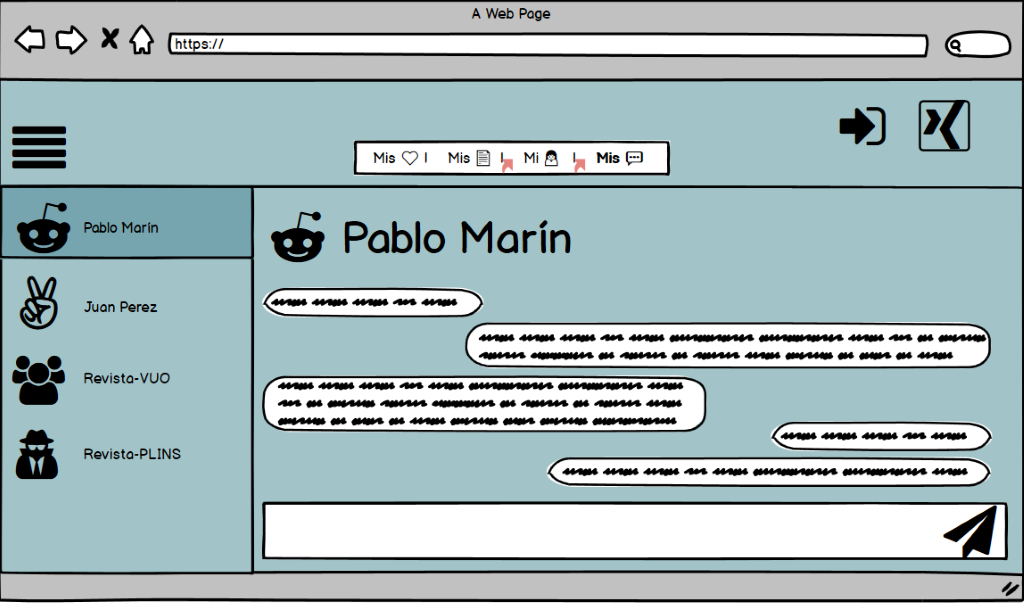 A Web Page
https://
Mis | Mis | Mi | Mis
Pablo Marín
Juan Perez
Revista-VUO
Revista-PLINS
Pablo Marín